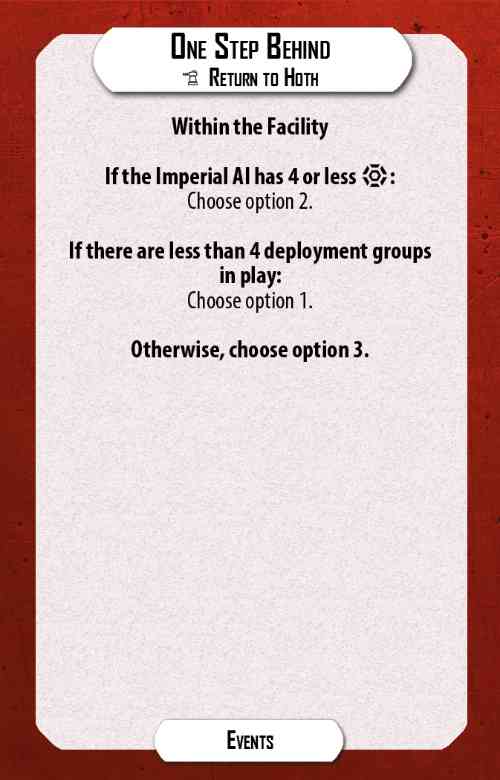 One Step Behind
Return to Hoth
Within the Facility
If the Imperial AI has 4 or less :
Choose option 2.
If there are less than 4 deployment groups
in play:
Choose option 1.
Otherwise, choose option 3.
Events